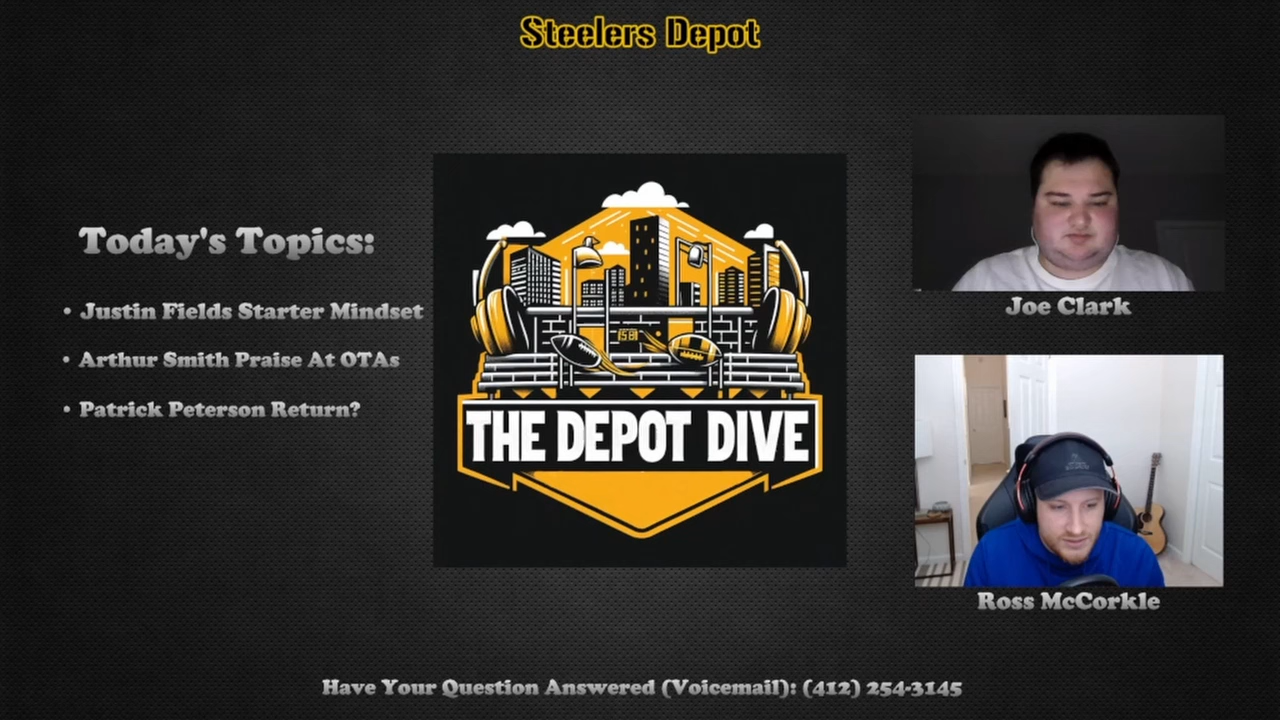 Steelers Depot
Today's Topics:
• Justin Fields Starter Mindset
• Arthur Smith Praise At OTAs
• Patrick Peterson Return?
THE DEPOT DIVE
Joe Clark
Ross McCorkle
Have Your Question Answered (Voicemail): (412) 254-3145